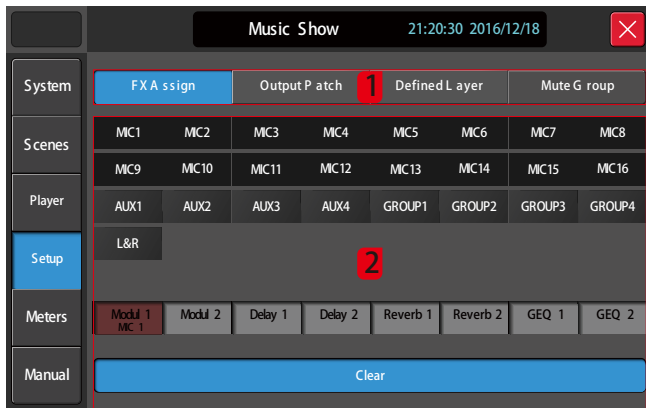 Music Show 21:20:30 2016/12/18
System
FX A ssign Output P atch 1 Defined L ayer Mute G roup
Scenes
MIC1 MIC2 MIC3 MIC4 MIC5 MIC6 MIC7 MIC8
MIC9 MIC10 MIC11 MIC12 MIC13 MIC14 MIC15 MIC16
Player
AUX1 AUX2 AUX3 AUX4 GROUP1 GROUP2 GROUP3 GROUP4
L&R
Setup
2
Meters
Modul 1 Modul 2 Delay 1 Delay 2 Reverb 1 Reverb 2 GEQ 1 GEQ 2
MIC 1
Manual
Clear